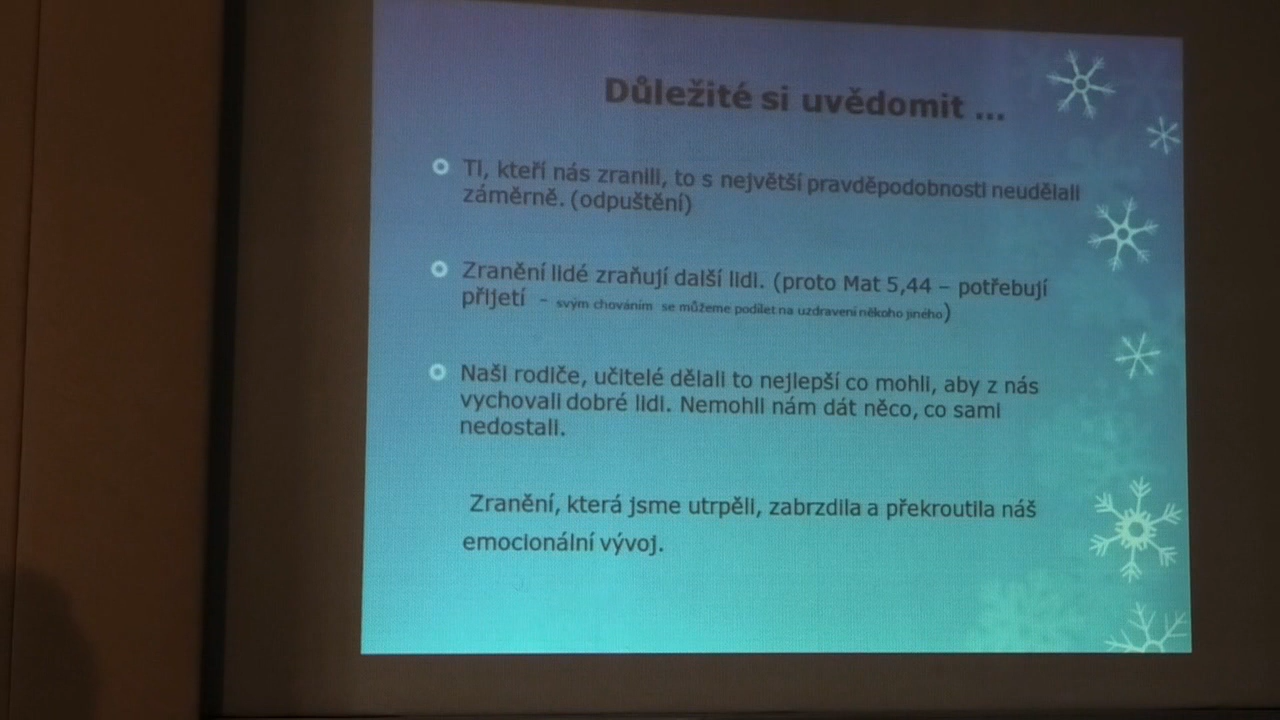 Důležité si uvědomit ...
Ti, kteří nás zranili, to s největší pravděpodobností neudělali
záměrně. (odpuštění)
Zranění lidé zraňují další lidi. (proto Mat 5,44 – potřebují
přijetí - svým chováním se můžeme podílet na uzdravení někoho jiného)
Naši rodiče, učitelé dělali to nejlepší co mohli, aby z nás
vychovali dobré lidi. Nemohli nám dát něco, co sami
nedostali.
Zranění, která jsme utrpěli, zabrzdila a překroutila náš
emocionální vývoj.